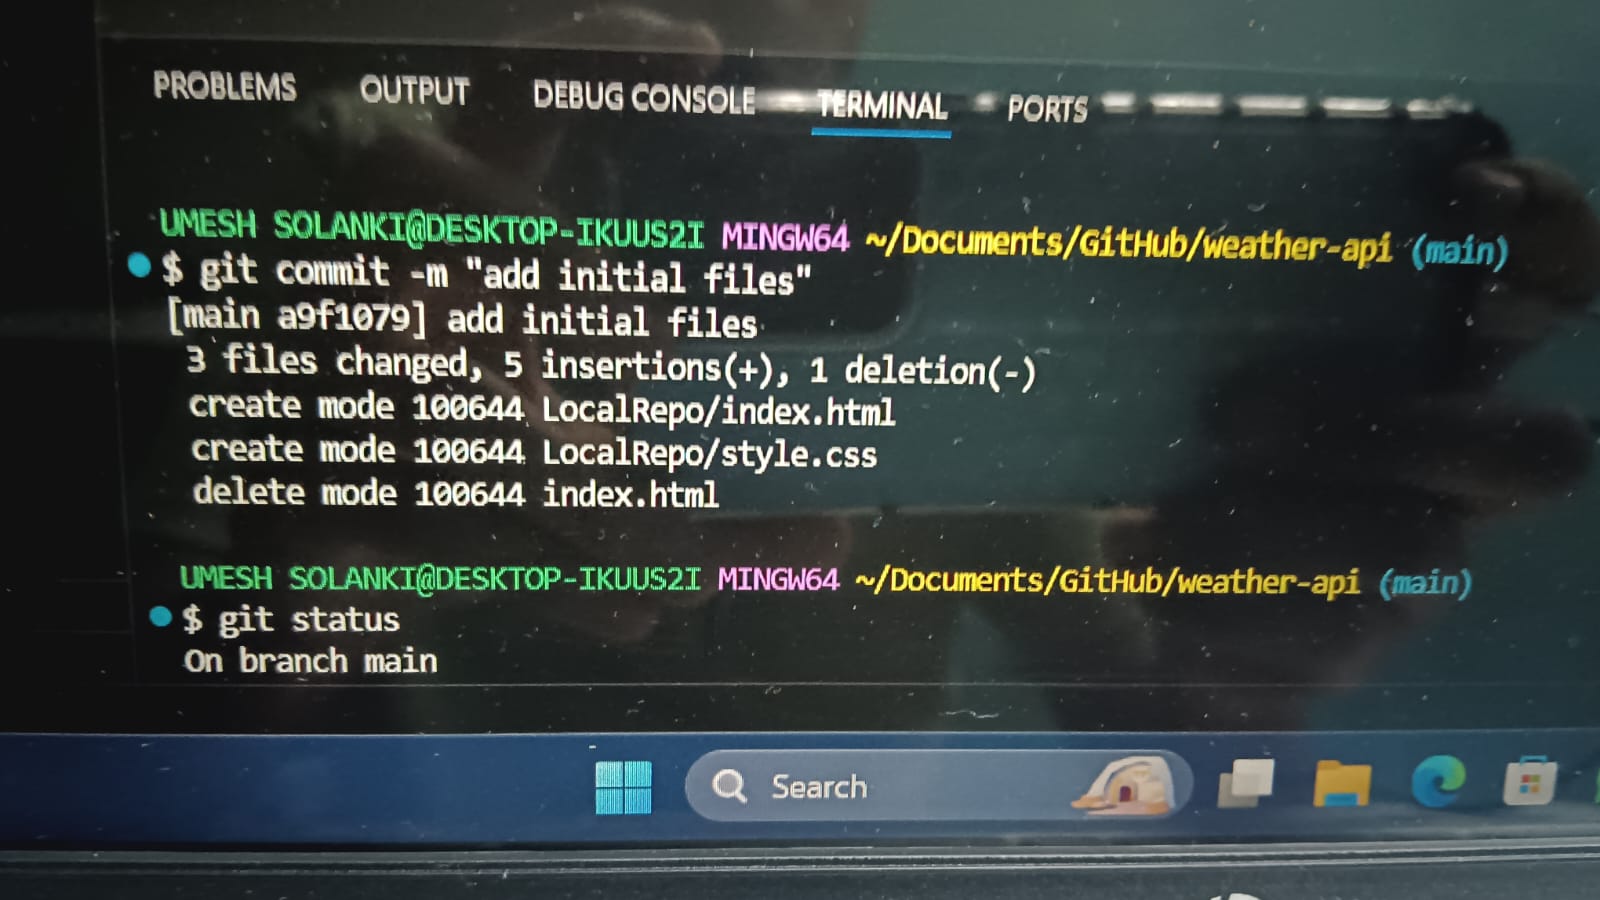 PROBLEMS OUTPUT DEBUG CONSOLE TERMINAL PORTS
UMESH SOLANKI@DESKTOP-IKUUS2I MINGW64 ~/Documents/GitHub/weather-api (main)
$ git commit -m "add initial files"
[main a9f1079] add initial files
3 files changed, 5 insertions(+), 1 deletion(-)
create mode 100644 LocalRepo/index.html
create mode 100644 LocalRepo/style.css
delete mode 100644 index.html
UMESH SOLANKI@DESKTOP-IKUUS2I MINGW64 ~/Documents/GitHub/weather-api (main)
$ git status
On branch main
Search